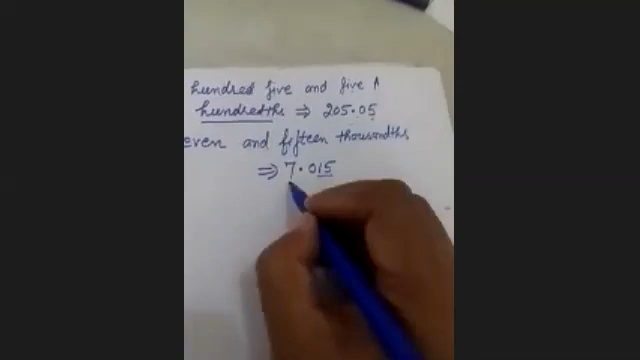 hundred five and five
hundredths ⇒ 205.05
even and fifteen thousandths
⇒ 7.015